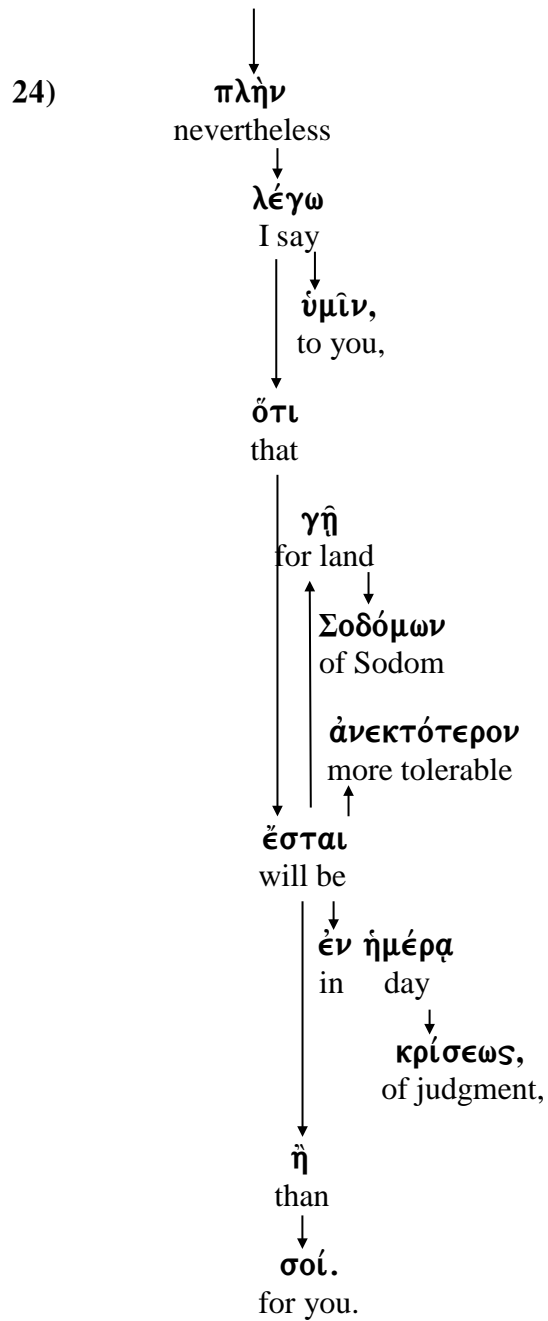 24) πλὴν
nevertheless
λέγω
I say
ὑμῖν,
to you,
ὅτι
that
γῇ
for land
Σοδόμων
of Sodom
ἀνεκτότερον
more tolerable
ἔσται
will be
ἐν ἡμέρᾳ
in day
κρίσεως,
of judgment,
ἢ
than
σοί.
for you.